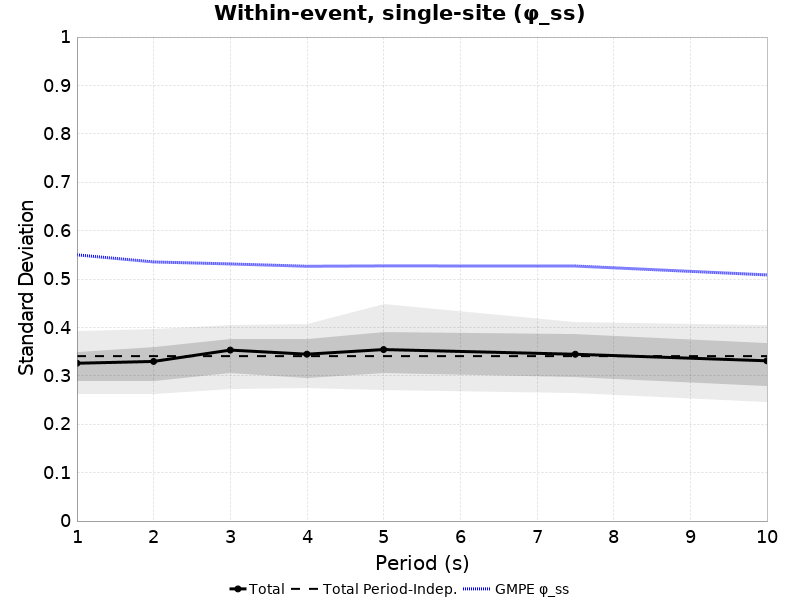 Within-event, single-site (φ_ss)
1
0.9
0.8
0.7
0.6
0.5
0.4
0.3
0.2
0.1
0
Standard Deviation
1 2 3 4 5 6 7 8 9 10
Period (s)
Total Total Period-Indep. GMPE φ_ss